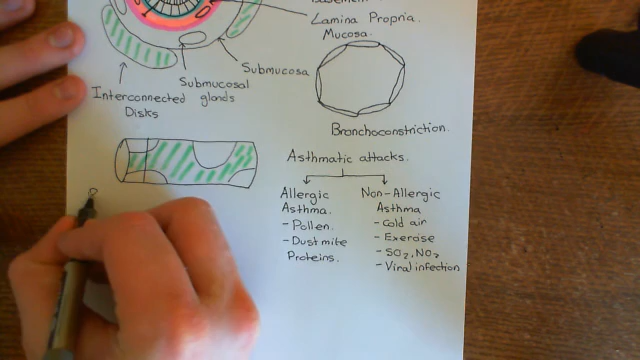 Lamina Propria.
Mucosa.
Submucosa
Submucosal
glands
Interconnected
Disks
Bronchoconstriction.
Asthmatic attacks.
Allergic
Asthma.
- Pollen.
- Dust mite
Proteins.
Non-Allergic
Asthma
- Cold air
- Exercise
- SO2, NO2
- Viral infection